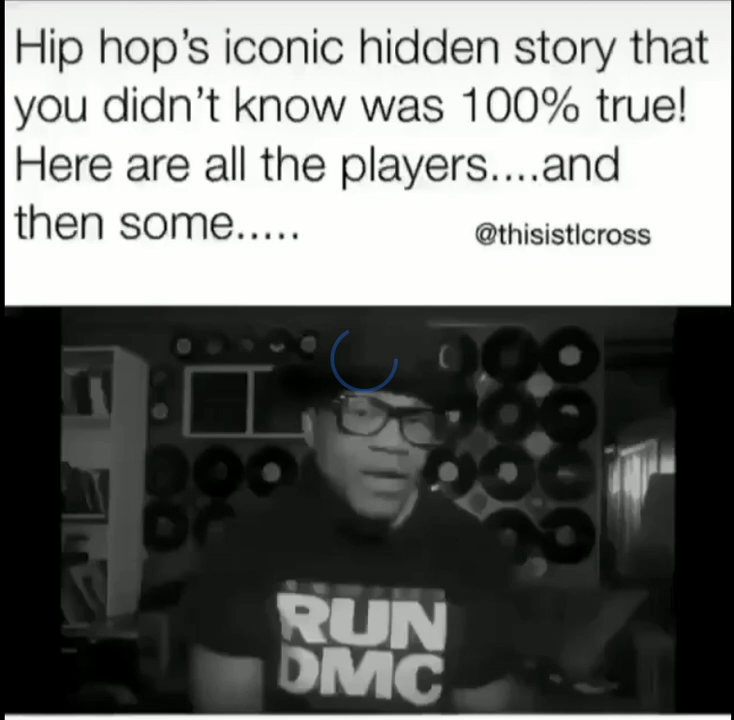 Hip hop's iconic hidden story that
you didn't know was 100% true!
Here are all the players....and
then some.....
@thisistlcross
RUN
DMC